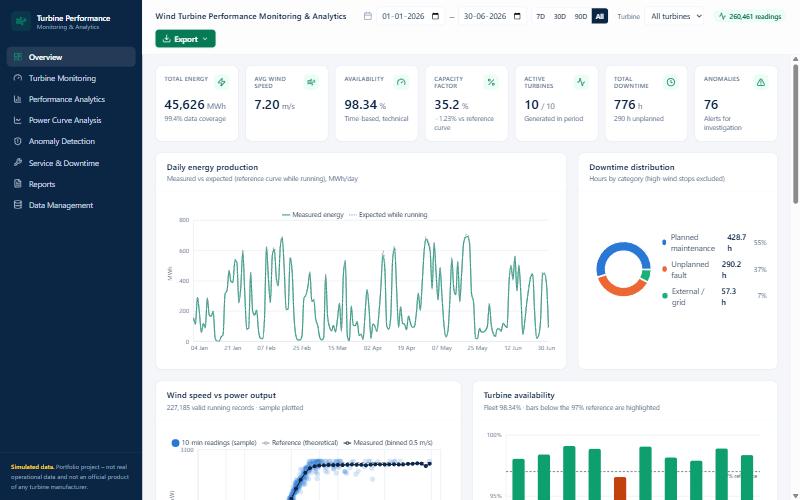 Turbine Performance
Monitoring & Analytics
Overview
Turbine Monitoring
Performance Analytics
Power Curve Analysis
Anomaly Detection
Service & Downtime
Reports
Data Management
Simulated data. Portfolio project – not real
operational data and not an official product
of any turbine manufacturer.
Wind Turbine Performance Monitoring & Analytics
01-01-2026 – 30-06-2026 7D 30D 90D All Turbine All turbines 260,461 readings
Export
TOTAL ENERGY
45,626 MWh
99.4% data coverage
AVG WIND
SPEED
7.20 m/s
AVAILABILITY
98.34 %
Time-based, technical
CAPACITY
FACTOR
35.2 %
-1.23% vs reference
curve
ACTIVE
TURBINES
10 / 10
Generated in period
TOTAL
DOWNTIME
776 h
290 h unplanned
ANOMALIES
76
Alerts for
investigation
Daily energy production
Measured vs expected (reference curve while running), MWh/day
Measured energy Expected while running
800
600
400
200
0
MWh
04 Jan 21 Jan 07 Feb 25 Feb 15 Mar 02 Apr 19 Apr 07 May 25 May 12 Jun 30 Jun
Downtime distribution
Hours by category (high-wind stops excluded)
Planned 428.7
maintenance h 55%
Unplanned 290.2
fault h 37%
External / 57.3
grid h 7%
Wind speed vs power output
227,185 valid running records · sample plotted
10-min readings (sample) Reference (theoretical) Measured (binned 0.5 m/s)
Turbine availability
Fleet 98.34% · bars below the 97% reference are highlighted
100%
95%